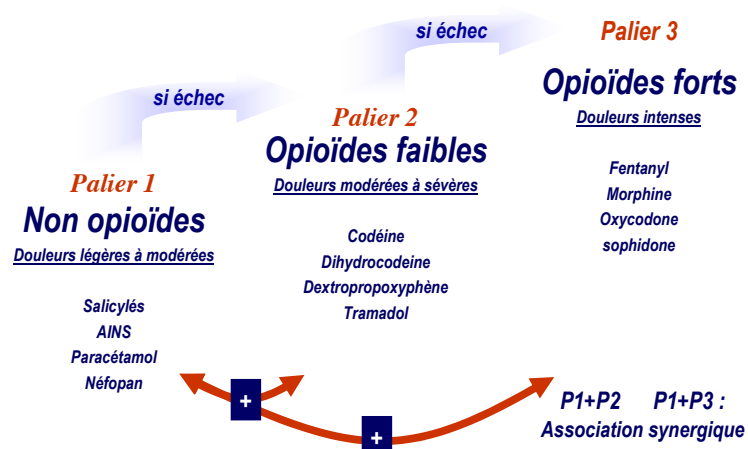 si échec
Palier 3
Opioïdes forts
Douleurs intenses
Fentanyl
Morphine
Oxycodone
sophidone
si échec
Palier 2
Opioïdes faibles
Douleurs modérées à sévères
Codéine
Dihydrocodeine
Dextropropoxyphène
Tramadol
Palier 1
Non opioïdes
Douleurs légères à modérées
Salicylés
AINS
Paracétamol
Néfopan
+
+
P1+P2 P1+P3 :
Association synergique